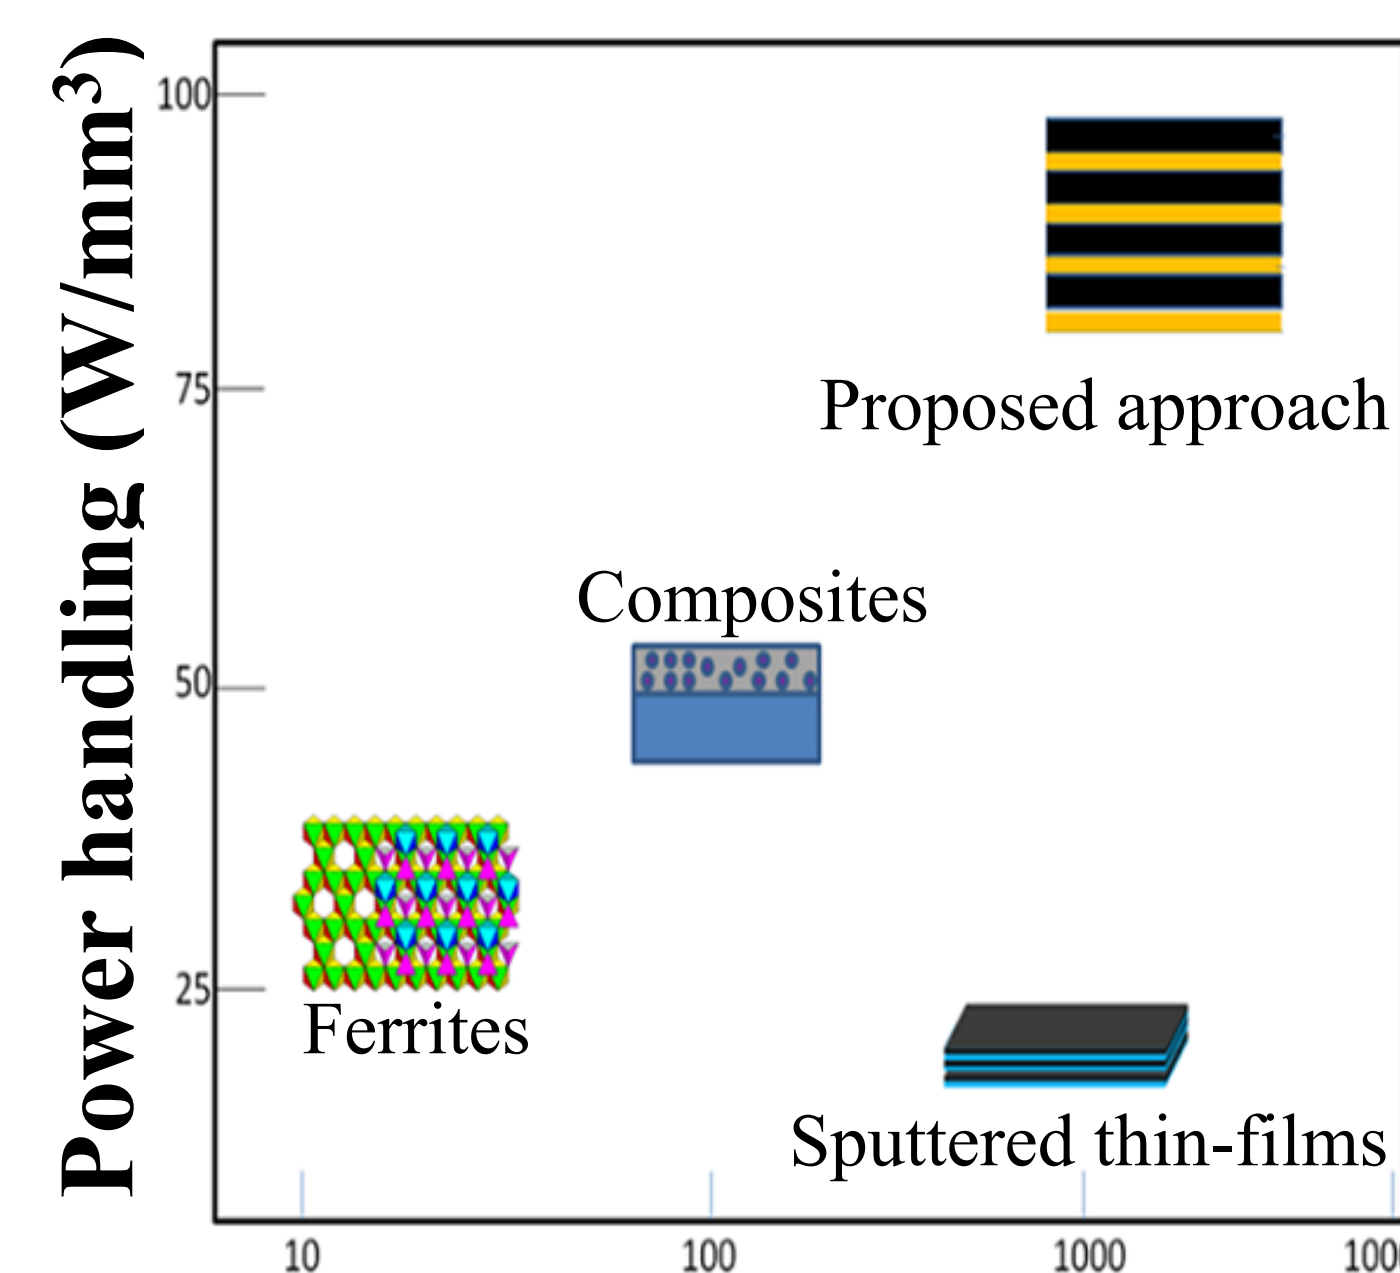 Power handling (W/mm³)
100
75
Proposed approach
Composites
50
25
Ferrites
Sputtered thin-films
10
100
1000